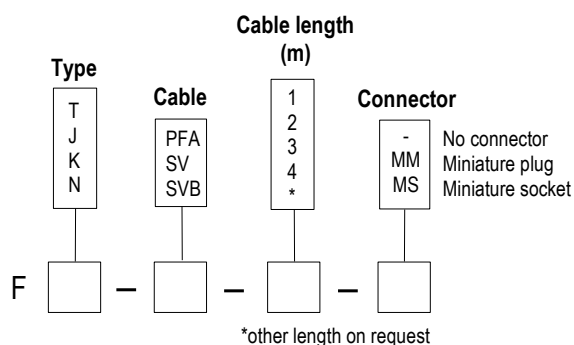 Cable length
(m)
Type
T
J
K
N
Cable
PFA
SV
SVB
1
2
3
4
*
Connector
- No connector
MM Miniature plug
MS Miniature socket
F – – –
*other length on request